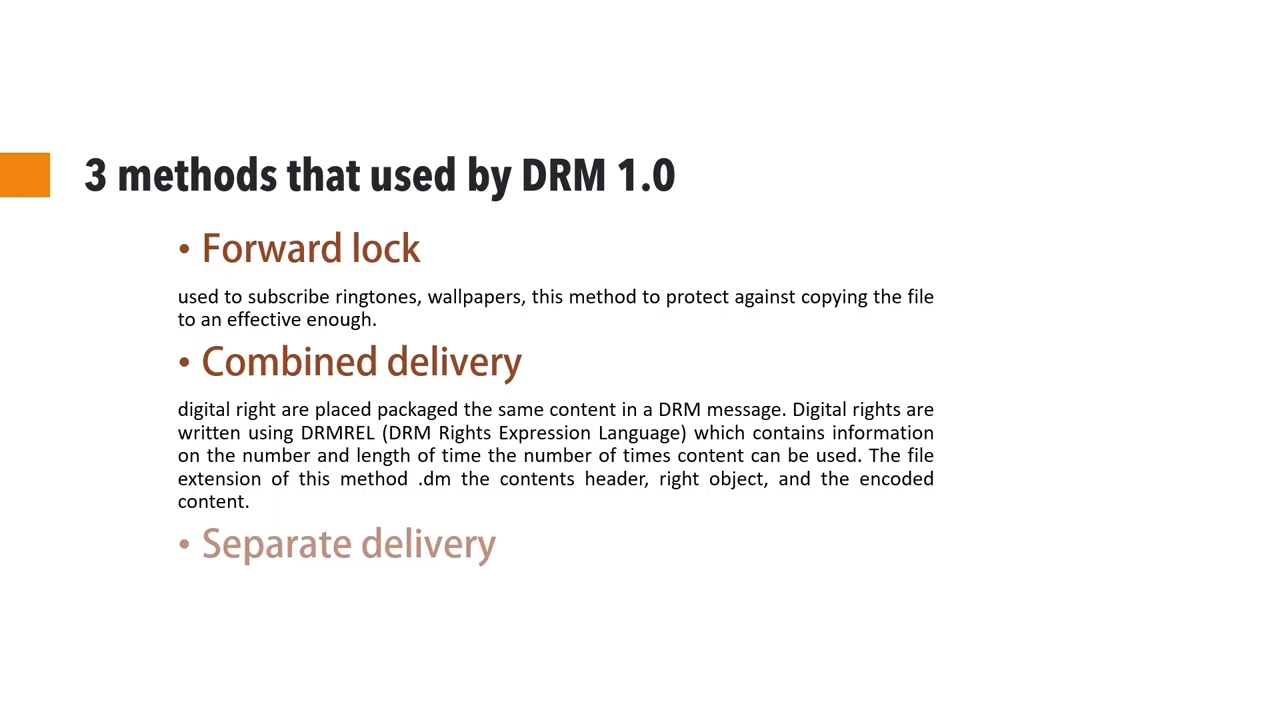 3 methods that used by DRM 1.0
• Forward lock
used to subscribe ringtones, wallpapers, this method to protect against copying the file
to an effective enough.
• Combined delivery
digital right are placed packaged the same content in a DRM message. Digital rights are
written using DRMREL (DRM Rights Expression Language) which contains information
on the number and length of time the number of times content can be used. The file
extension of this method .dm the contents header, right object, and the encoded
content.
• Separate delivery